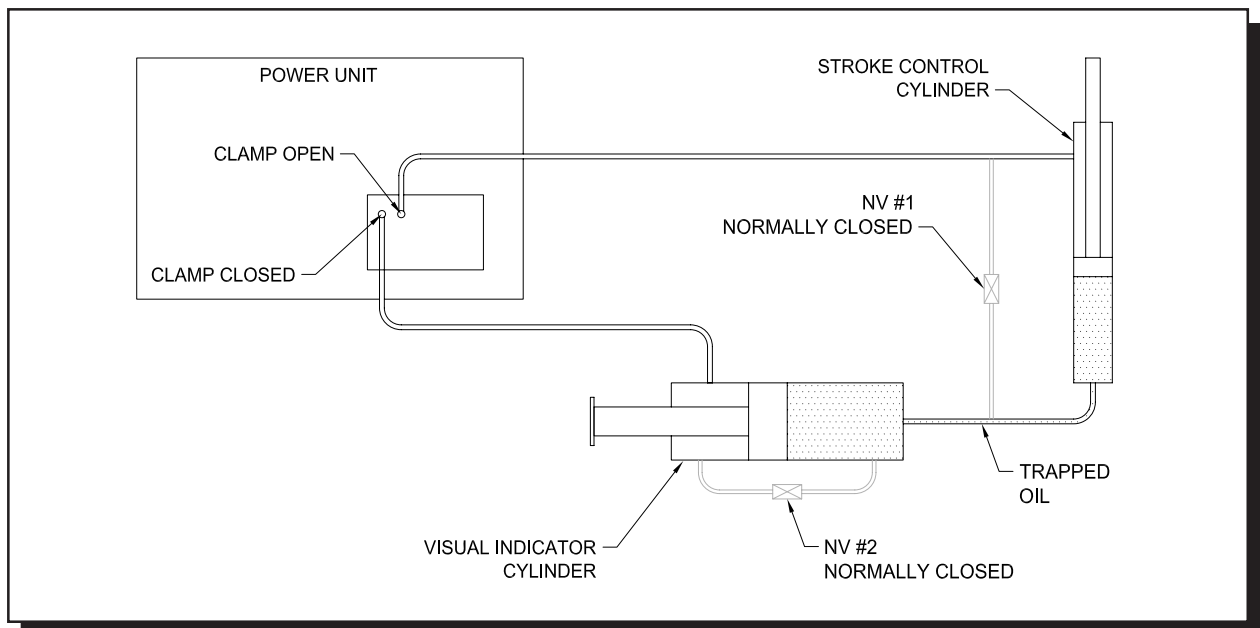 POWER UNIT
STROKE CONTROL
CYLINDER
CLAMP OPEN
NV #1
NORMALLY CLOSED
CLAMP CLOSED
TRAPPED
OIL
VISUAL INDICATOR
CYLINDER
NV #2
NORMALLY CLOSED